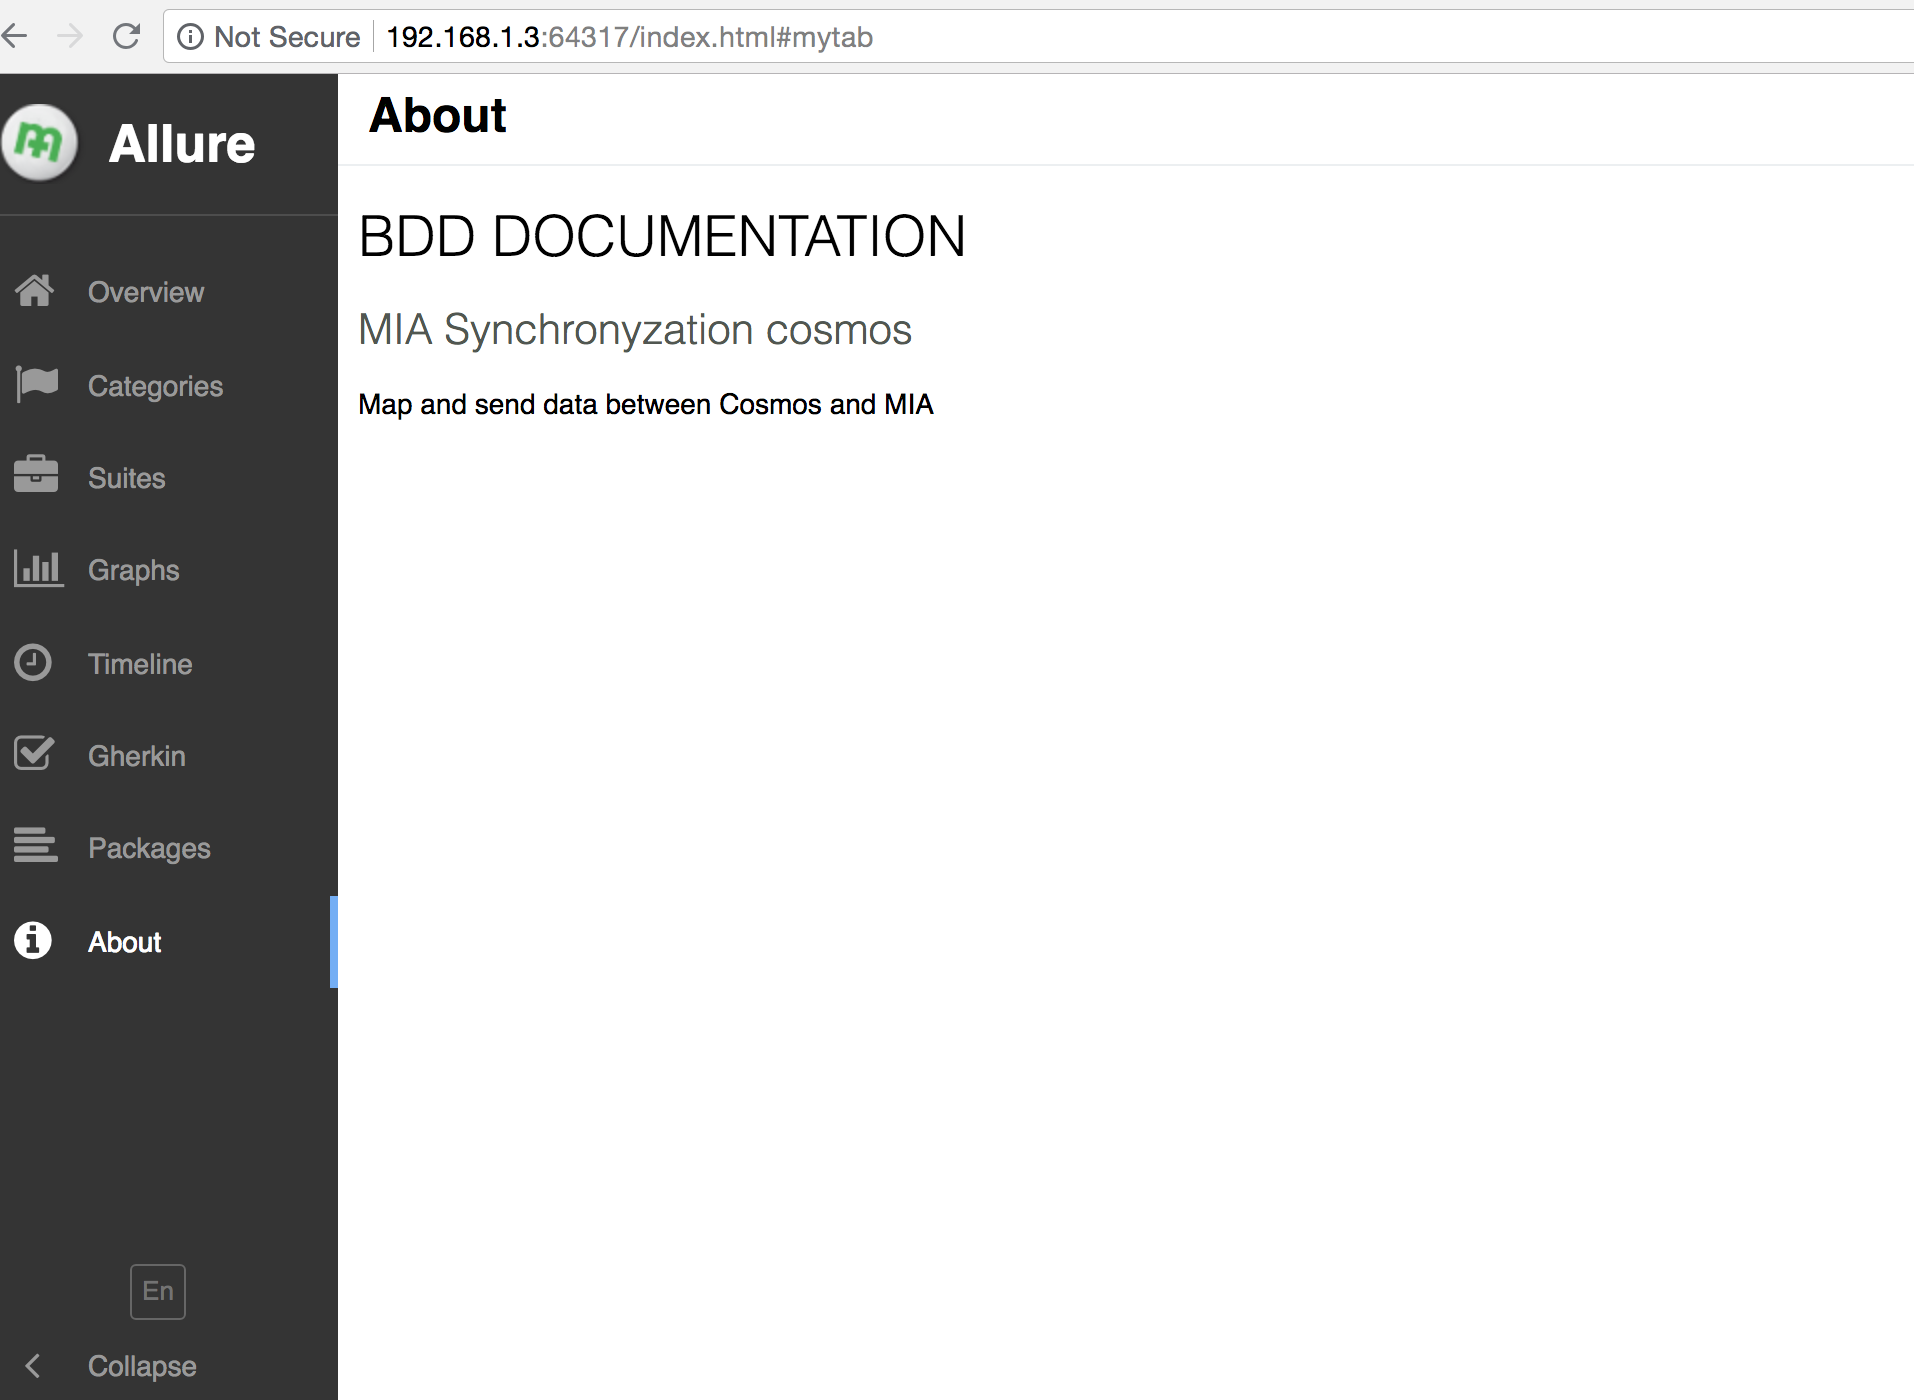 Not Secure 192.168.1.3:64317/index.html#mytab
Allure
Overview
Categories
Suites
Graphs
Timeline
Gherkin
Packages
About
En
Collapse
About
BDD DOCUMENTATION
MIA Synchronyzation cosmos
Map and send data between Cosmos and MIA